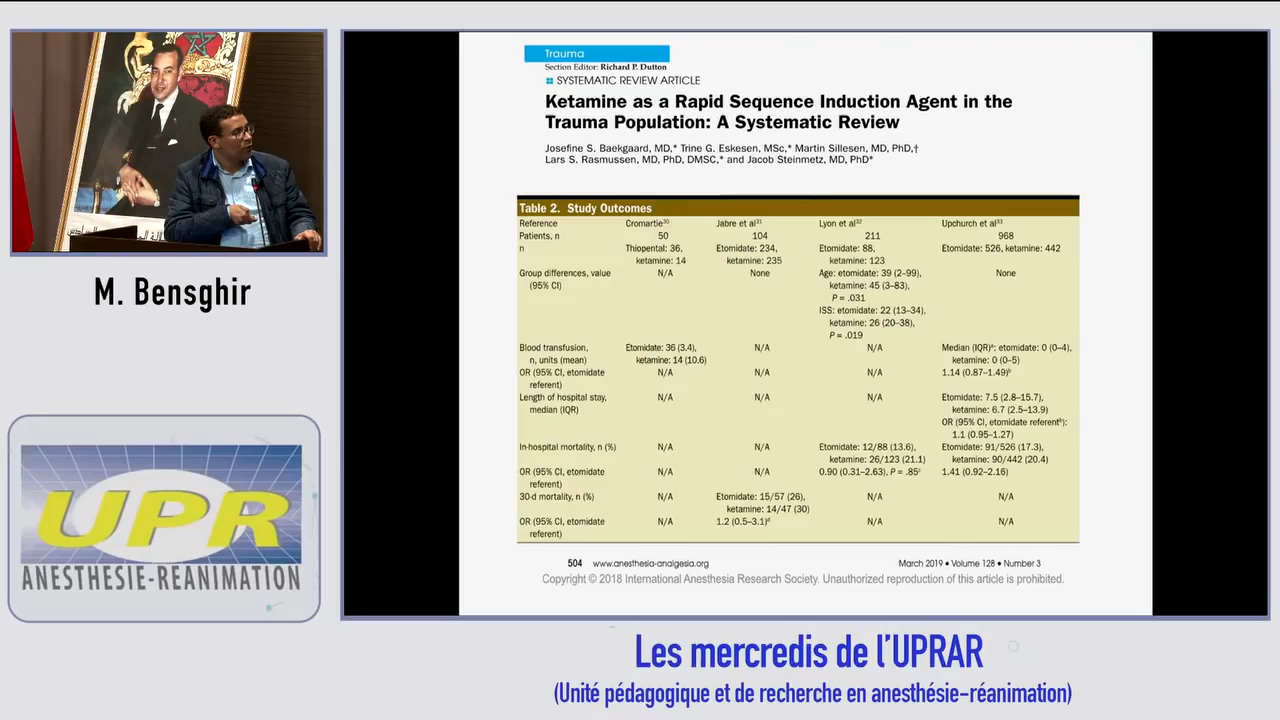 M. Bensghir
UPR
ANESTHÉSIE-RÉANIMATION
Trauma
Section Editor: Richard P. Dutton
SYSTEMATIC REVIEW ARTICLE
Ketamine as a Rapid Sequence Induction Agent in the
Trauma Population: A Systematic Review
Josefine S. Baekgaard, MD,* Trine G. Eskesen, MSc,* Martin Sillesen, MD, PhD,†
Lars S. Rasmussen, MD, PhD, DMSC,* and Jacob Steinmetz, MD, PhD*
Table 2. Study Outcomes
Reference Cromartie³⁰ Jabre et al³¹ Lyon et al³² Upchurch et al³³
Patients, n 50 104 211 968
n Thiopental: 36, Etomidate: 234, Etomidate: 88, Etomidate: 526, ketamine: 442
ketamine: 14 ketamine: 235 ketamine: 123
Group differences, value N/A None Age: etomidate: 39 (2–99), None
(95% CI) ketamine: 45 (3–83),
P = .031
ISS: etomidate: 22 (13–34),
ketamine: 26 (20–38),
P = .019
Blood transfusion, Etomidate: 36 (3.4), N/A N/A Median (IQR)ᵃ: etomidate: 0 (0–4),
n, units (mean) ketamine: 14 (10.6) ketamine: 0 (0–5)
OR (95% CI, etomidate N/A N/A N/A 1.14 (0.87–1.49)ᵇ
referent)
Length of hospital stay, N/A N/A N/A Etomidate: 7.5 (2.8–15.7),
median (IQR) ketamine: 6.7 (2.5–13.9)
OR (95% CI, etomidate referentᵇ):
1.1 (0.95–1.27)
In-hospital mortality, n (%) N/A N/A Etomidate: 12/88 (13.6), Etomidate: 91/526 (17.3),
ketamine: 26/123 (21.1) ketamine: 90/442 (20.4)
OR (95% CI, etomidate N/A N/A 0.90 (0.31–2.63), P = .85ᶜ 1.41 (0.92–2.16)
referent)
30-d mortality, n (%) N/A Etomidate: 15/57 (26), N/A N/A
ketamine: 14/47 (30)
OR (95% CI, etomidate N/A 1.2 (0.5–3.1)ᵈ N/A N/A
referent)
504 www.anesthesia-analgesia.org March 2019 • Volume 128 • Number 3
Copyright © 2018 International Anesthesia Research Society. Unauthorized reproduction of this article is prohibited.
Les mercredis de l'UPRAR
(Unité pédagogique et de recherche en anesthésie-réanimation)